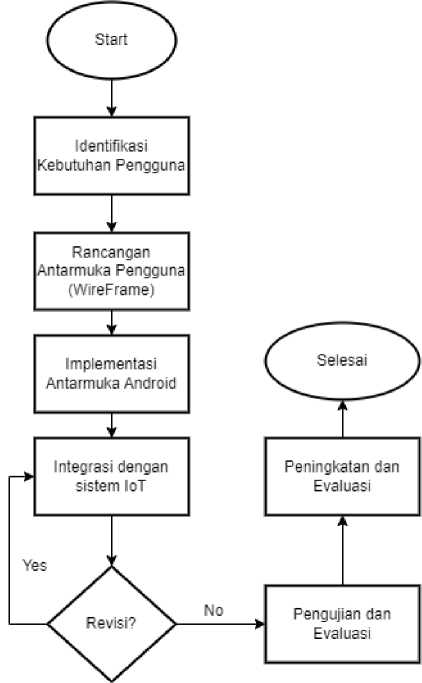 Start
Identifikasi
Kebutuhan Pengguna
Rancangan
Antarmuka Pengguna
(WireFrame)
Implementasi
Antarmuka Android
Integrasi dengan
sistem IoT
Yes
Revisi?
No
Pengujian dan
Evaluasi
Peningkatan dan
Evaluasi
Selesai